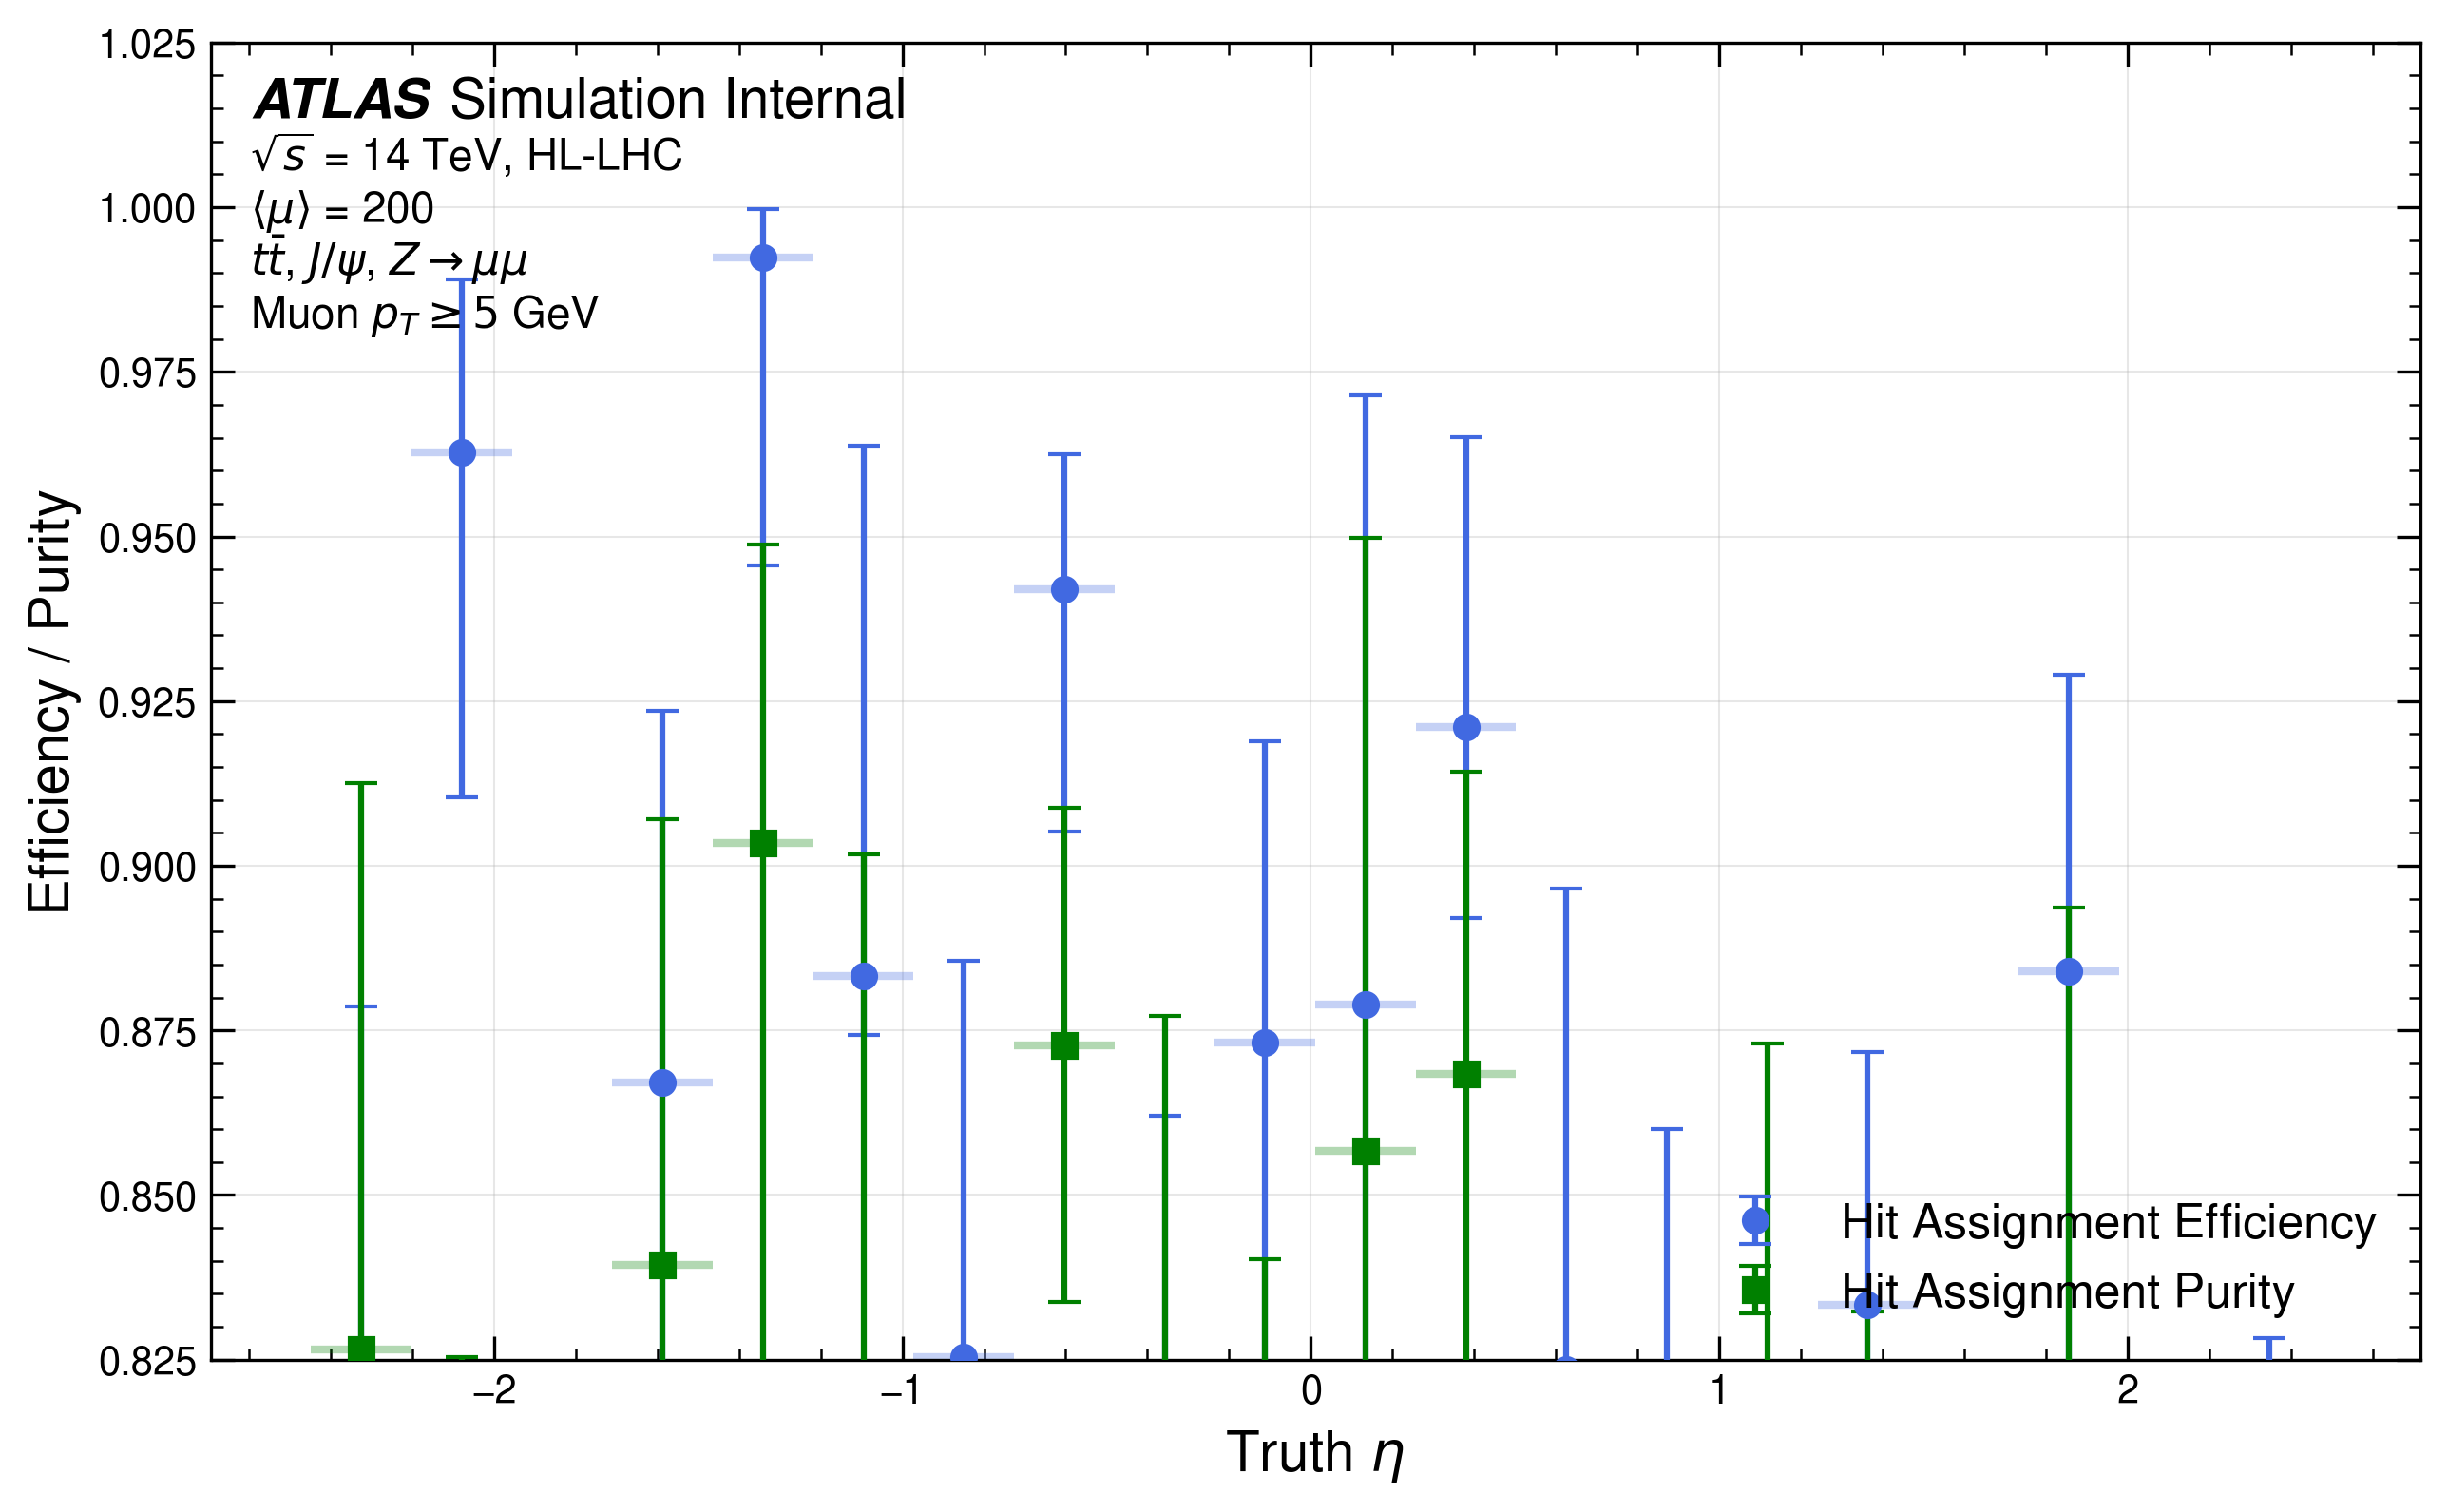 ATLAS Simulation Internal
√s = 14 TeV, HL-LHC
⟨μ⟩ = 200
tt̄, J/ψ, Z → μμ
Muon p_T ≥ 5 GeV
1.025
1.000
0.975
0.950
0.925
0.900
0.875
0.850
0.825
Efficiency / Purity
Hit Assignment Efficiency
Hit Assignment Purity
−2 −1 0 1 2
Truth η